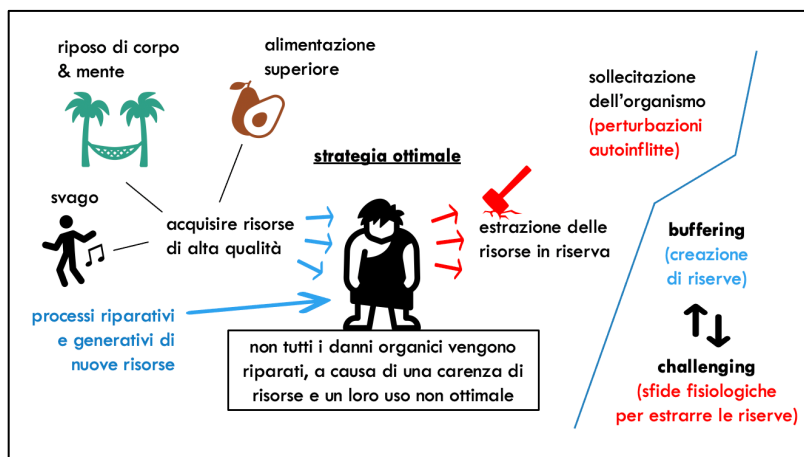 riposo di corpo
& mente
alimentazione
superiore
svago
acquisire risorse
di alta qualità
processi riparativi
e generativi di
nuove risorse
strategia ottimale
non tutti i danni organici vengono
riparati, a causa di una carenza di
risorse e un loro uso non ottimale
estrazione delle
risorse in riserva
sollecitazione
dell'organismo
(perturbazioni
autoinflitte)
buffering
(creazione
di riserve)
challenging
(sfide fisiologiche
per estrarre le riserve)